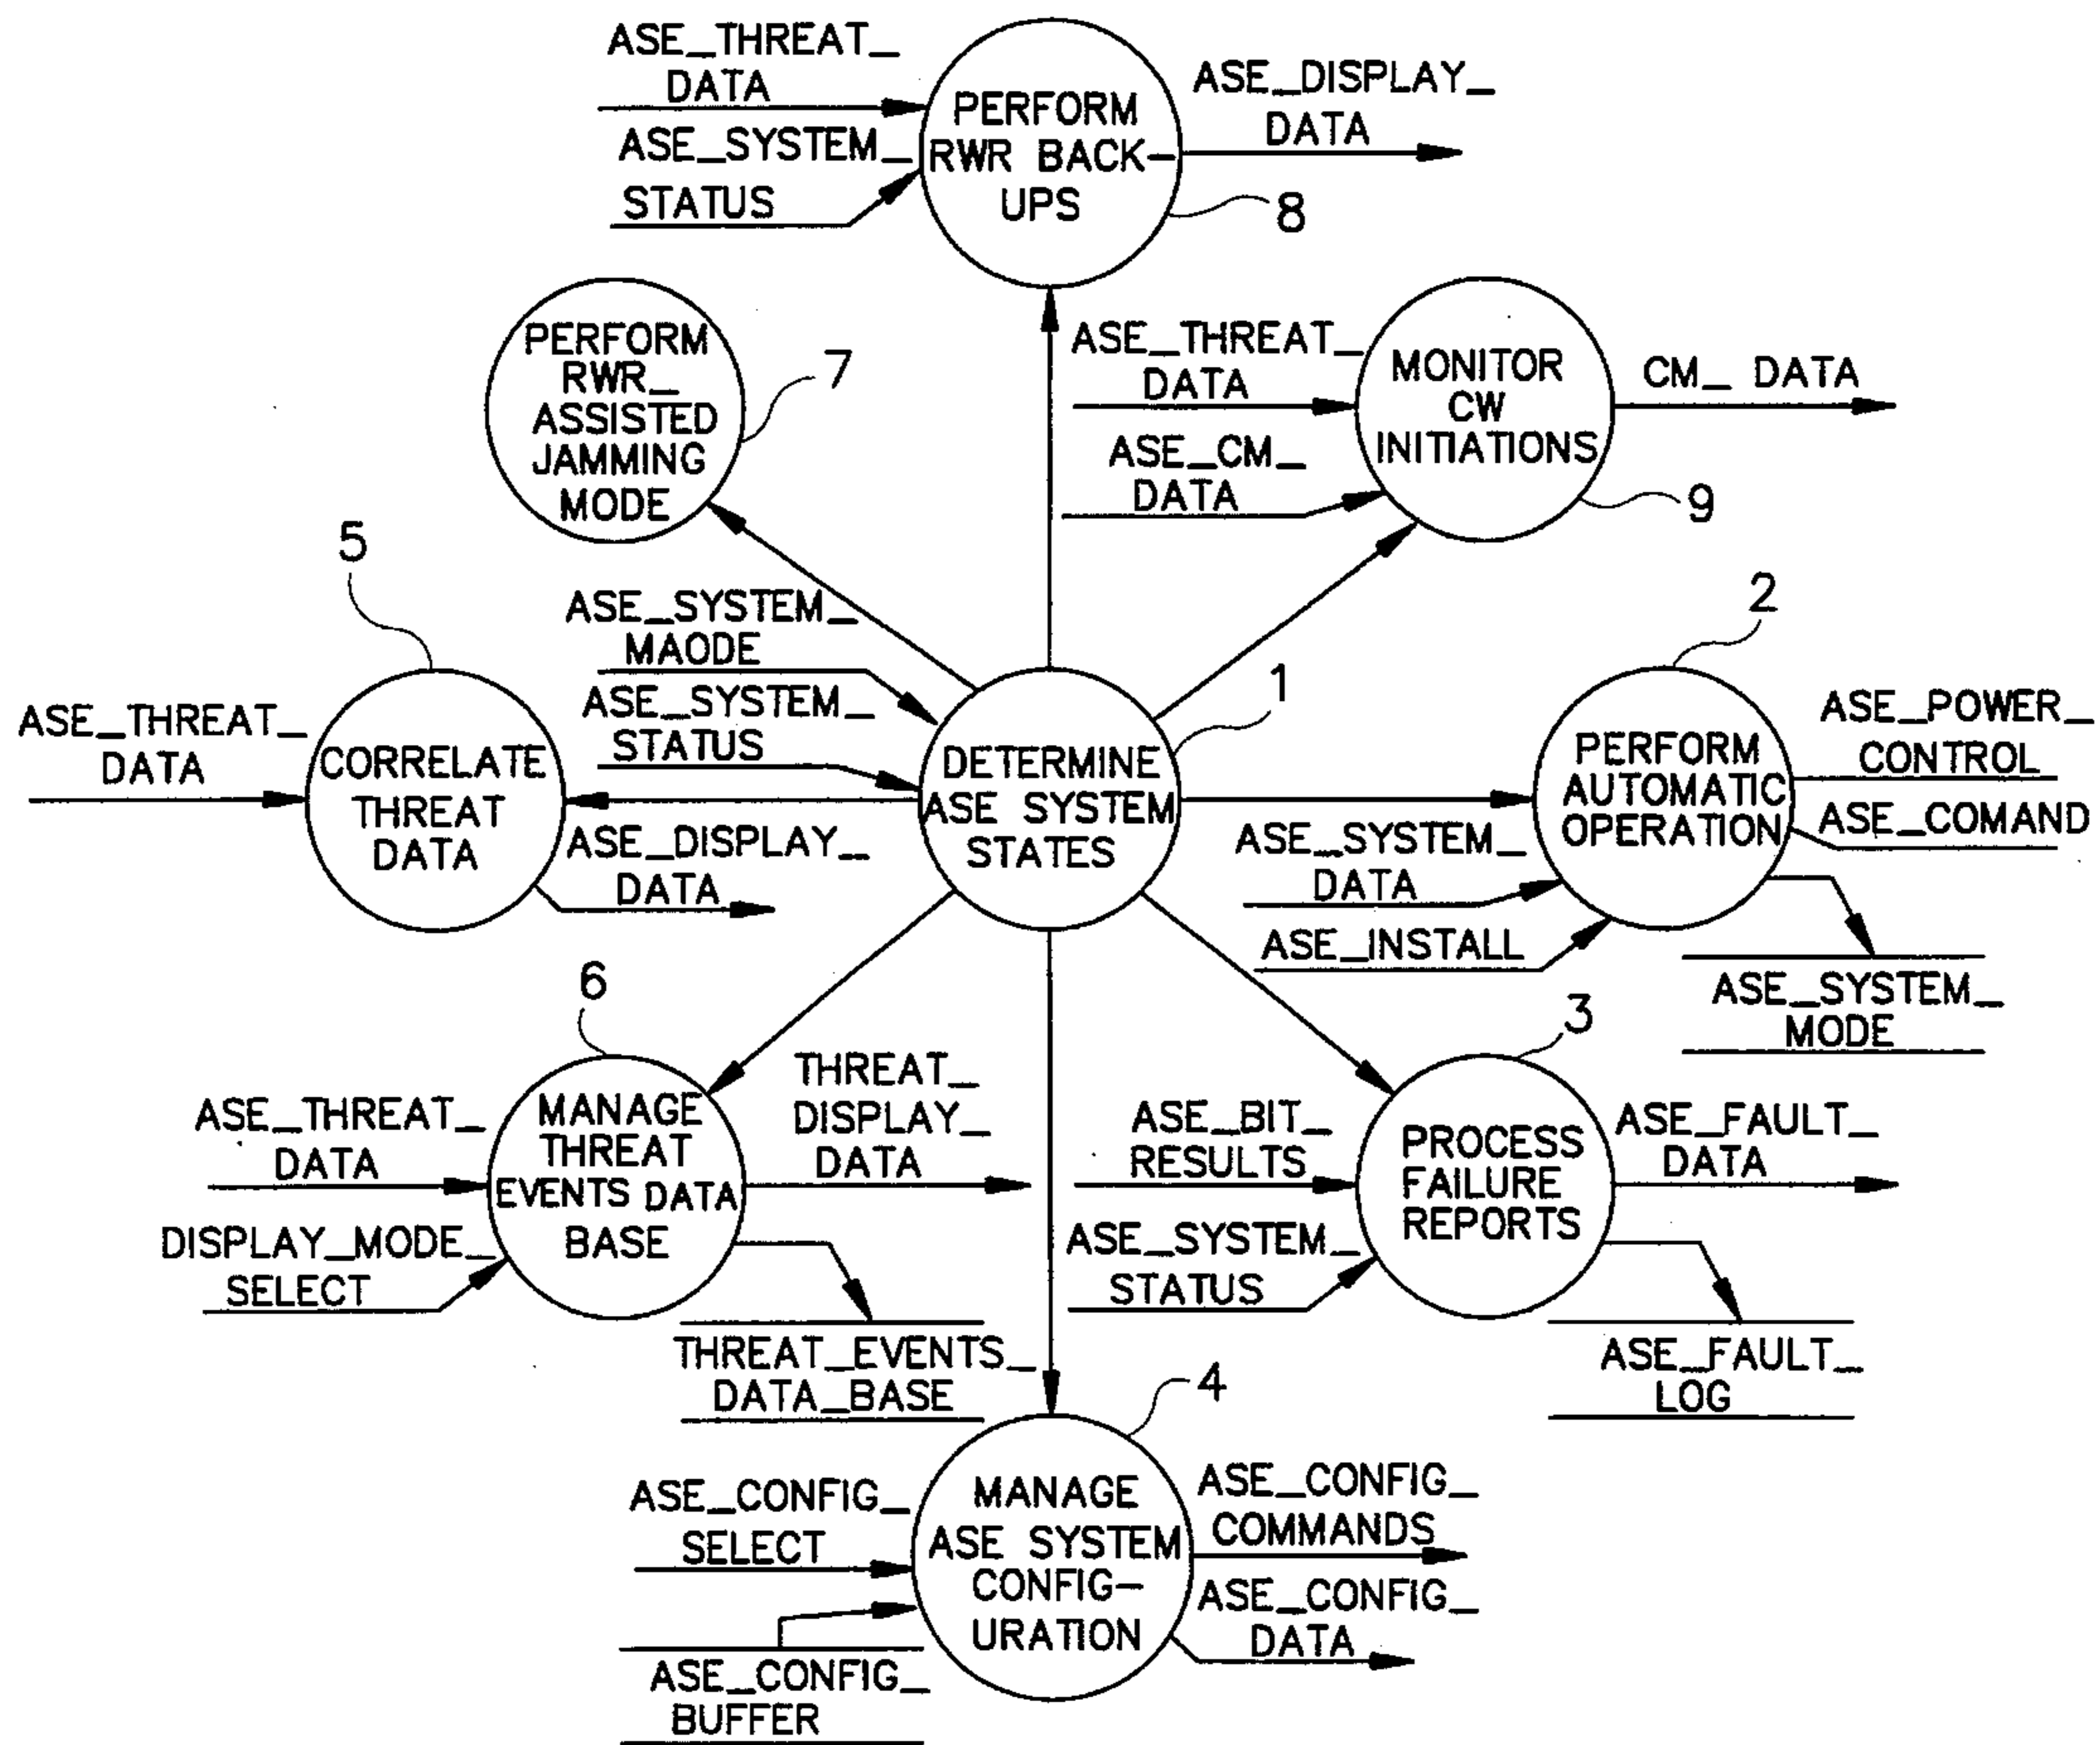 ASE_THREAT_
DATA
ASE_SYSTEM_
STATUS
PERFORM
RWR BACK-
UPS
ASE_DISPLAY_
DATA
8
PERFORM
RWR_
ASSISTED
JAMMING
MODE
7
ASE_THREAT_
DATA
ASE_CM_
DATA
MONITOR
CW
INITIATIONS
CM_ DATA
9
5
ASE_THREAT_
DATA
CORRELATE
THREAT
DATA
ASE_DISPLAY_
DATA
ASE_SYSTEM_
MAODE
ASE_SYSTEM_
STATUS
1
DETERMINE
ASE SYSTEM
STATES
2
PERFORM
AUTOMATIC
OPERATION
ASE_POWER_
CONTROL
ASE_COMAND
ASE_SYSTEM_
DATA
ASE_INSTALL
ASE_SYSTEM_
MODE
6
ASE_THREAT_
DATA
DISPLAY_MODE_
SELECT
MANAGE
THREAT
EVENTS DATA
BASE
THREAT_
DISPLAY_
DATA
THREAT_EVENTS_
DATA_BASE
3
ASE_BIT_
RESULTS
ASE_SYSTEM_
STATUS
PROCESS
FAILURE
REPORTS
ASE_FAULT_
DATA
ASE_FAULT_
LOG
4
ASE_CONFIG_
SELECT
ASE_CONFIG_
BUFFER
MANAGE
ASE SYSTEM
CONFIG-
URATION
ASE_CONFIG_
COMMANDS
ASE_CONFIG_
DATA